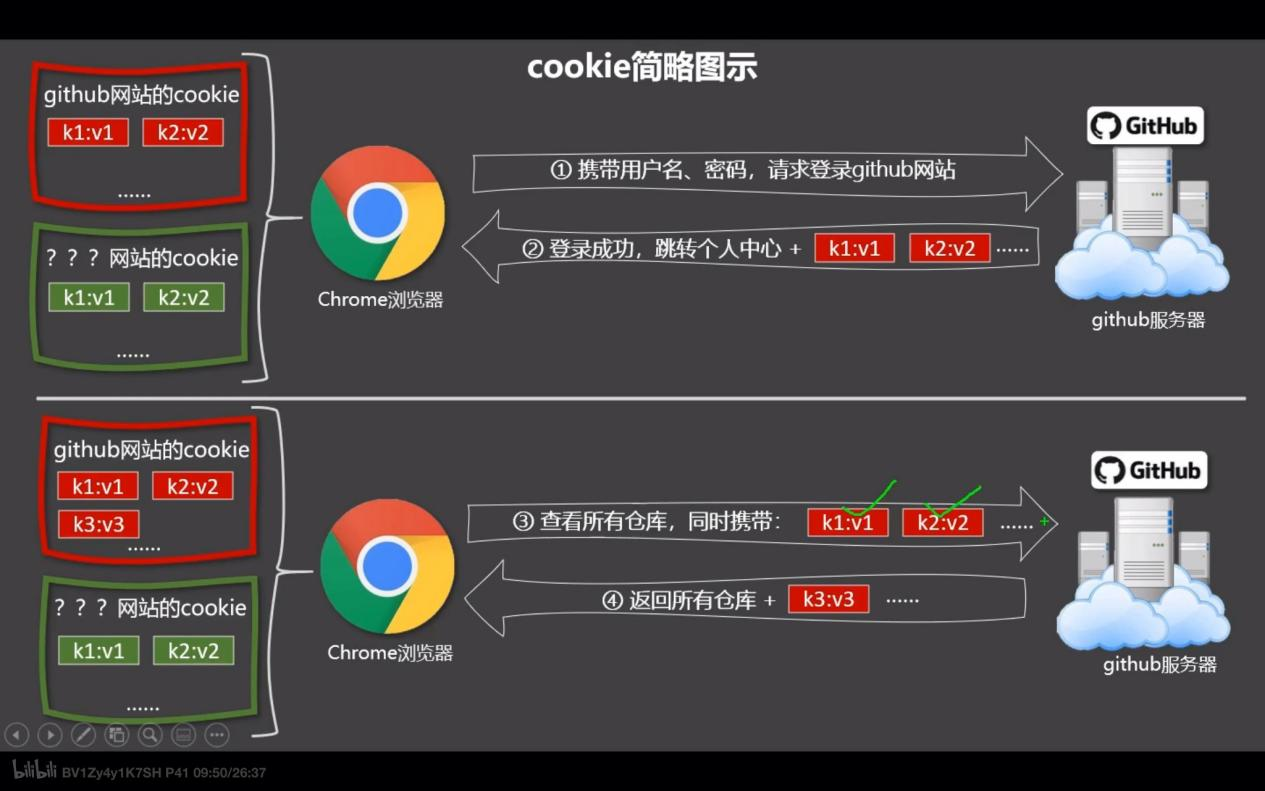 cookie简略图示
github网站的cookie
k1:v1 k2:v2
......
? ? ? 网站的cookie
k1:v1 k2:v2
......
Chrome浏览器
① 携带用户名、密码，请求登录github网站
② 登录成功，跳转个人中心 + k1:v1 k2:v2 ......
GitHub
github服务器
github网站的cookie
k1:v1 k2:v2
k3:v3
......
? ? ? 网站的cookie
k1:v1 k2:v2
......
Chrome浏览器
③ 查看所有仓库，同时携带： k1:v1 k2:v2 ......
④ 返回所有仓库 + k3:v3 ......
GitHub
github服务器
bilibili BV1Zy4y1K7SH P41 09:50/26:37